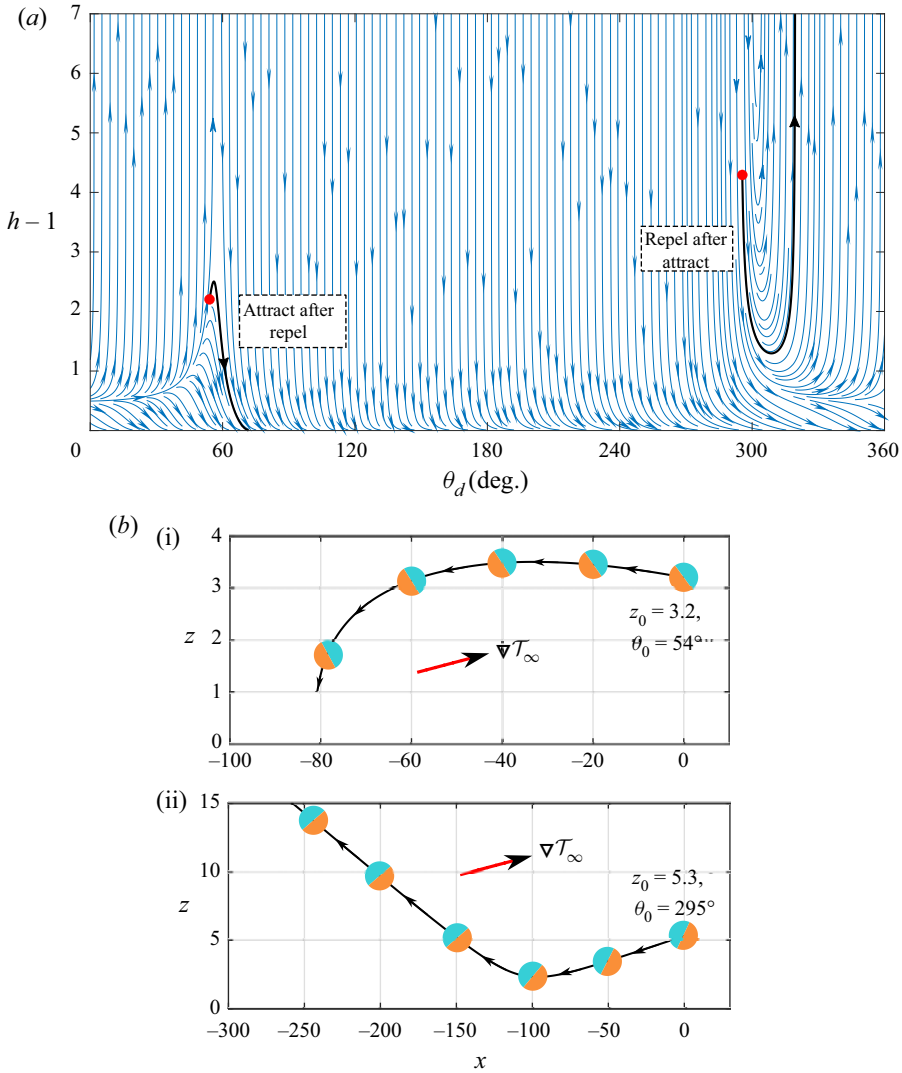 (a)
7
6
5
4
h – 1
3
2
1
Repel after
attract
Attract after
repel
0 60 120 180 240 300 360
θd (deg.)
(b)
(i)
4
3
z
2
1
0
z0 = 3.2,
θ0 = 54°
∇T∞
–100 –80 –60 –40 –20 0
(ii)
15
10
z
5
0
∇T∞
z0 = 5.3,
θ0 = 295°
–300 –250 –200 –150 –100 –50 0
x